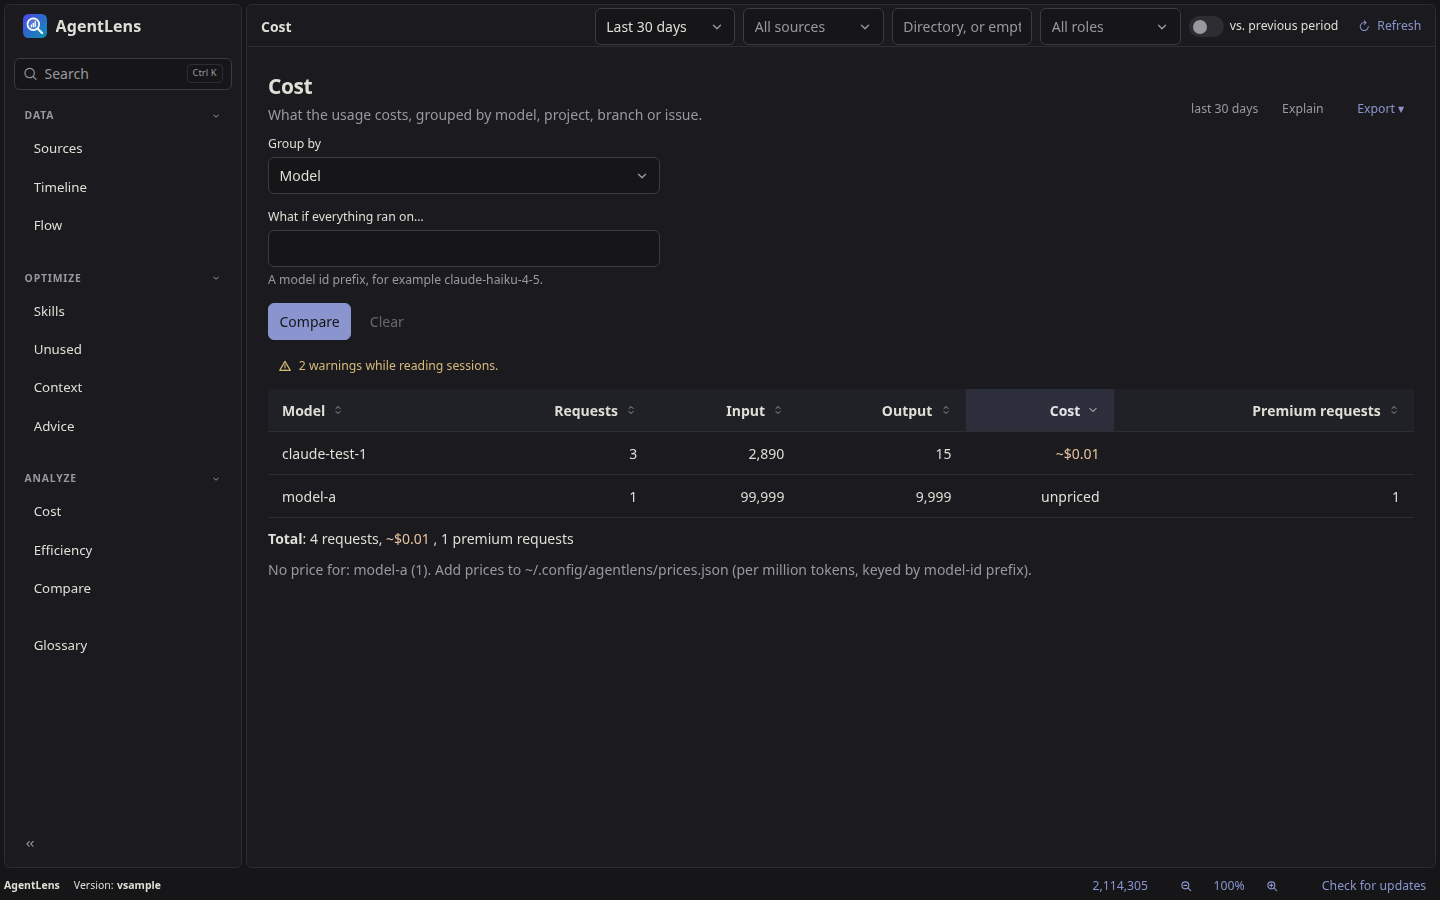 AgentLens
Search
Ctrl K
DATA
Sources
Timeline
Flow
OPTIMIZE
Skills
Unused
Context
Advice
ANALYZE
Cost
Efficiency
Compare
Glossary
«
Cost
Last 30 days
All sources
Directory, or empt
All roles
vs. previous period
Refresh
Cost
What the usage costs, grouped by model, project, branch or issue.
last 30 days
Explain
Export ▾
Group by
Model
What if everything ran on...
A model id prefix, for example claude-haiku-4-5.
Compare
Clear
2 warnings while reading sessions.
Model Requests Input Output Cost Premium requests
claude-test-1 3 2,890 15 ~$0.01
model-a 1 99,999 9,999 unpriced 1
Total: 4 requests, ~$0.01 , 1 premium requests
No price for: model-a (1). Add prices to ~/.config/agentlens/prices.json (per million tokens, keyed by model-id prefix).
AgentLens Version: vsample
2,114,305
100%
Check for updates